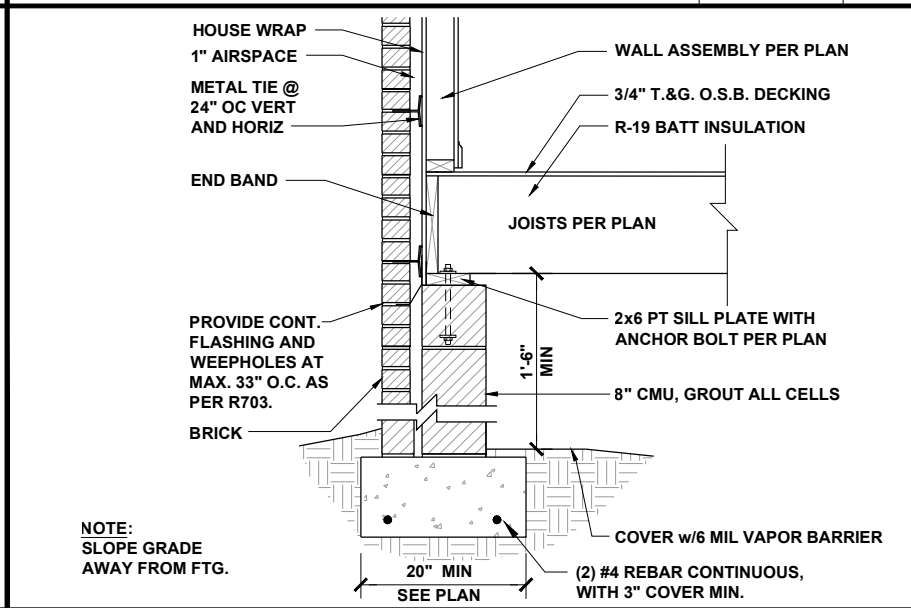 HOUSE WRAP
1" AIRSPACE
METAL TIE @
24" OC VERT
AND HORIZ
END BAND
PROVIDE CONT.
FLASHING AND
WEEPHOLES AT
MAX. 33" O.C. AS
PER R703.
BRICK
NOTE:
SLOPE GRADE
AWAY FROM FTG.
WALL ASSEMBLY PER PLAN
3/4" T.&G. O.S.B. DECKING
R-19 BATT INSULATION
JOISTS PER PLAN
2x6 PT SILL PLATE WITH
ANCHOR BOLT PER PLAN
1'-6"
MIN
8" CMU, GROUT ALL CELLS
COVER w/6 MIL VAPOR BARRIER
(2) #4 REBAR CONTINUOUS,
WITH 3" COVER MIN.
20" MIN
SEE PLAN